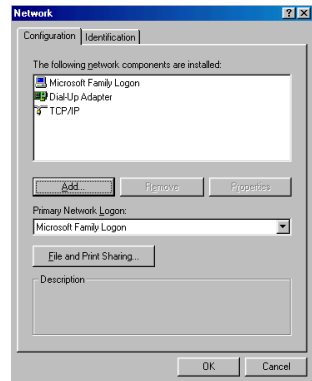 Network
Configuration Identification
The following network components are installed:
Microsoft Family Logon
Dial-Up Adapter
TCP/IP
Add...
Remove
Properties
Primary Network Logon:
Microsoft Family Logon
File and Print Sharing...
Description
OK
Cancel